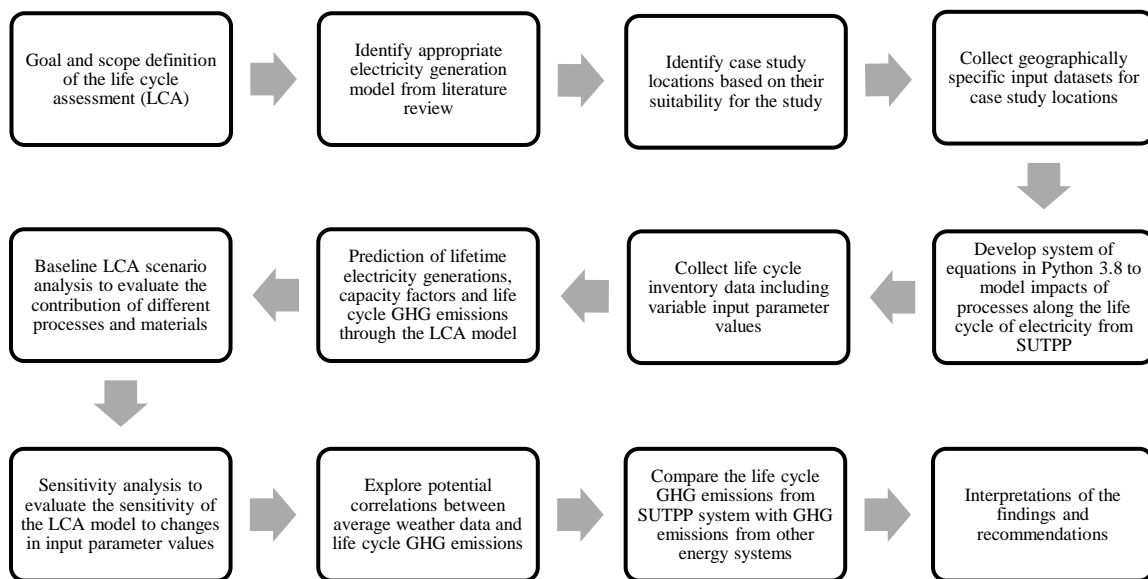 Goal and scope definition
of the life cycle
assessment (LCA)
Identify appropriate
electricity generation
model from literature
review
Identify case study
locations based on their
suitability for the study
Collect geographically
specific input datasets for
case study locations
Develop system of
equations in Python 3.8 to
model impacts of
processes along the life
cycle of electricity from
SUTPP
Collect life cycle
inventory data including
variable input parameter
values
Prediction of lifetime
electricity generations,
capacity factors and life
cycle GHG emissions
through the LCA model
Baseline LCA scenario
analysis to evaluate the
contribution of different
processes and materials
Sensitivity analysis to
evaluate the sensitivity of
the LCA model to changes
in input parameter values
Explore potential
correlations between
average weather data and
life cycle GHG emissions
Compare the life cycle
GHG emissions from
SUTPP system with GHG
emissions from other
energy systems
Interpretations of the
findings and
recommendations